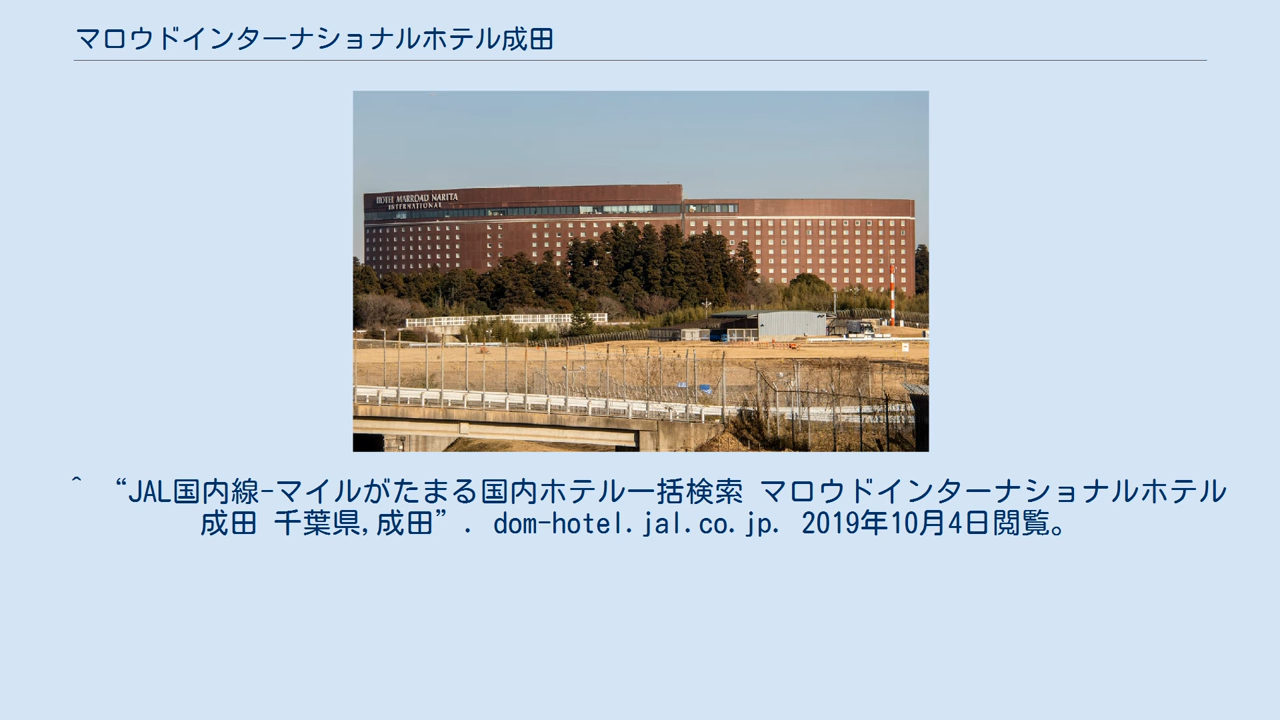 マロウドインターナショナルホテル成田
HOTEL MARROAD NARITA
INTERNATIONAL
^ “JAL国内線-マイルがたまる国内ホテル一括検索 マロウドインターナショナルホテル
成田 千葉県,成田”. dom-hotel.jal.co.jp. 2019年10月4日閲覧。